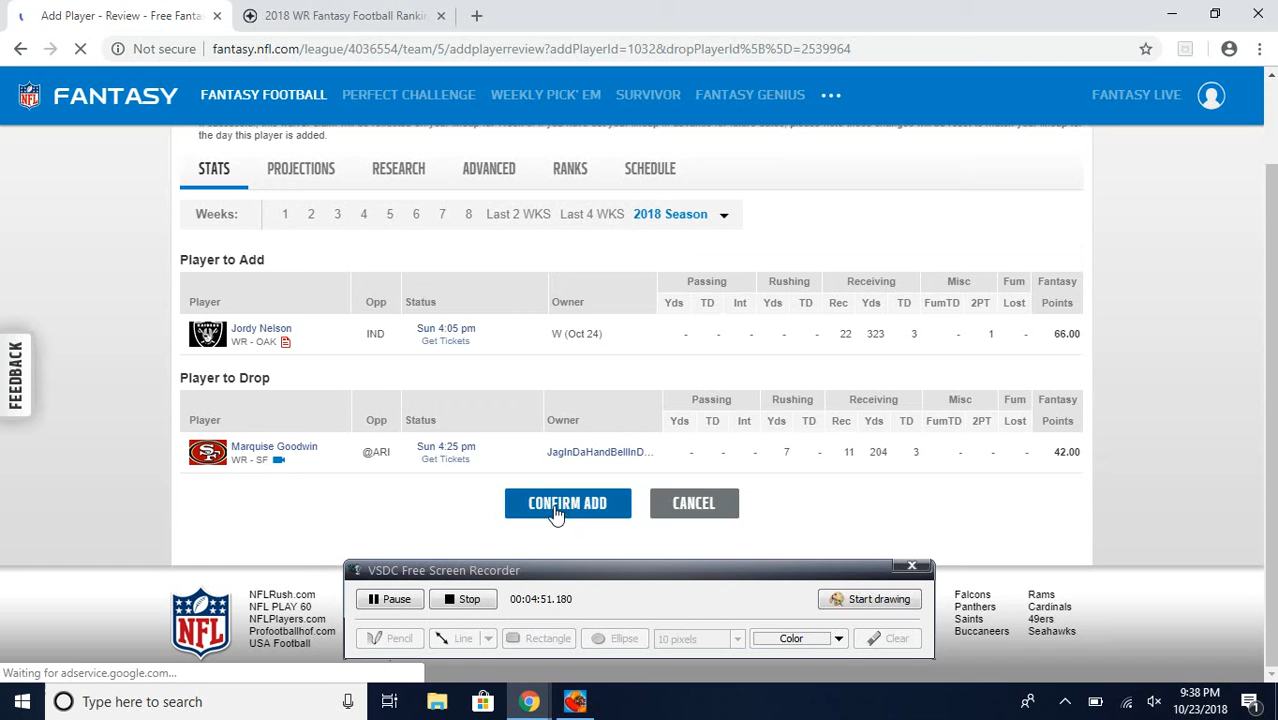 Add Player - Review - Free Fanta
2018 WR Fantasy Football Rankin
Not secure
fantasy.nfl.com/league/4036554/team/5/addplayerreview?addPlayerId=1032&dropPlayerId%5B%5D=2539964
NFL FANTASY FANTASY FOOTBALL PERFECT CHALLENGE WEEKLY PICK' EM SURVIVOR FANTASY GENIUS FANTASY LIVE
the day this player is added.
STATS PROJECTIONS RESEARCH ADVANCED RANKS SCHEDULE
Weeks: 1 2 3 4 5 6 7 8 Last 2 WKS Last 4 WKS 2018 Season
Player to Add
Passing Rushing Receiving Misc Fum Fantasy
Player Opp Status Owner Yds TD Int Yds TD Rec Yds TD FumTD 2PT Lost Points
Jordy Nelson
WR - OAK
IND
Sun 4:05 pm
Get Tickets
W (Oct 24) - - - - - 22 323 3 - 1 - 66.00
Player to Drop
Passing Rushing Receiving Misc Fum Fantasy
Player Opp Status Owner Yds TD Int Yds TD Rec Yds TD FumTD 2PT Lost Points
Marquise Goodwin
WR - SF
@ARI
Sun 4:25 pm
Get Tickets
JagInDaHandBellInD... - - - 7 - 11 204 3 - - - 42.00
CONFIRM ADD CANCEL
FEEDBACK
VSDC Free Screen Recorder
Pause Stop 00:04:51.180 Start drawing
Pencil Line Rectangle Ellipse 10 pixels Color Clear
NFL
NFLRush.com
NFL PLAY 60
NFLPlayers.com
Profootballhof.com
USA Football
Falcons
Panthers
Saints
Buccaneers
Rams
Cardinals
49ers
Seahawks
Waiting for adservice.google.com...
Type here to search
9:38 PM
10/23/2018
1